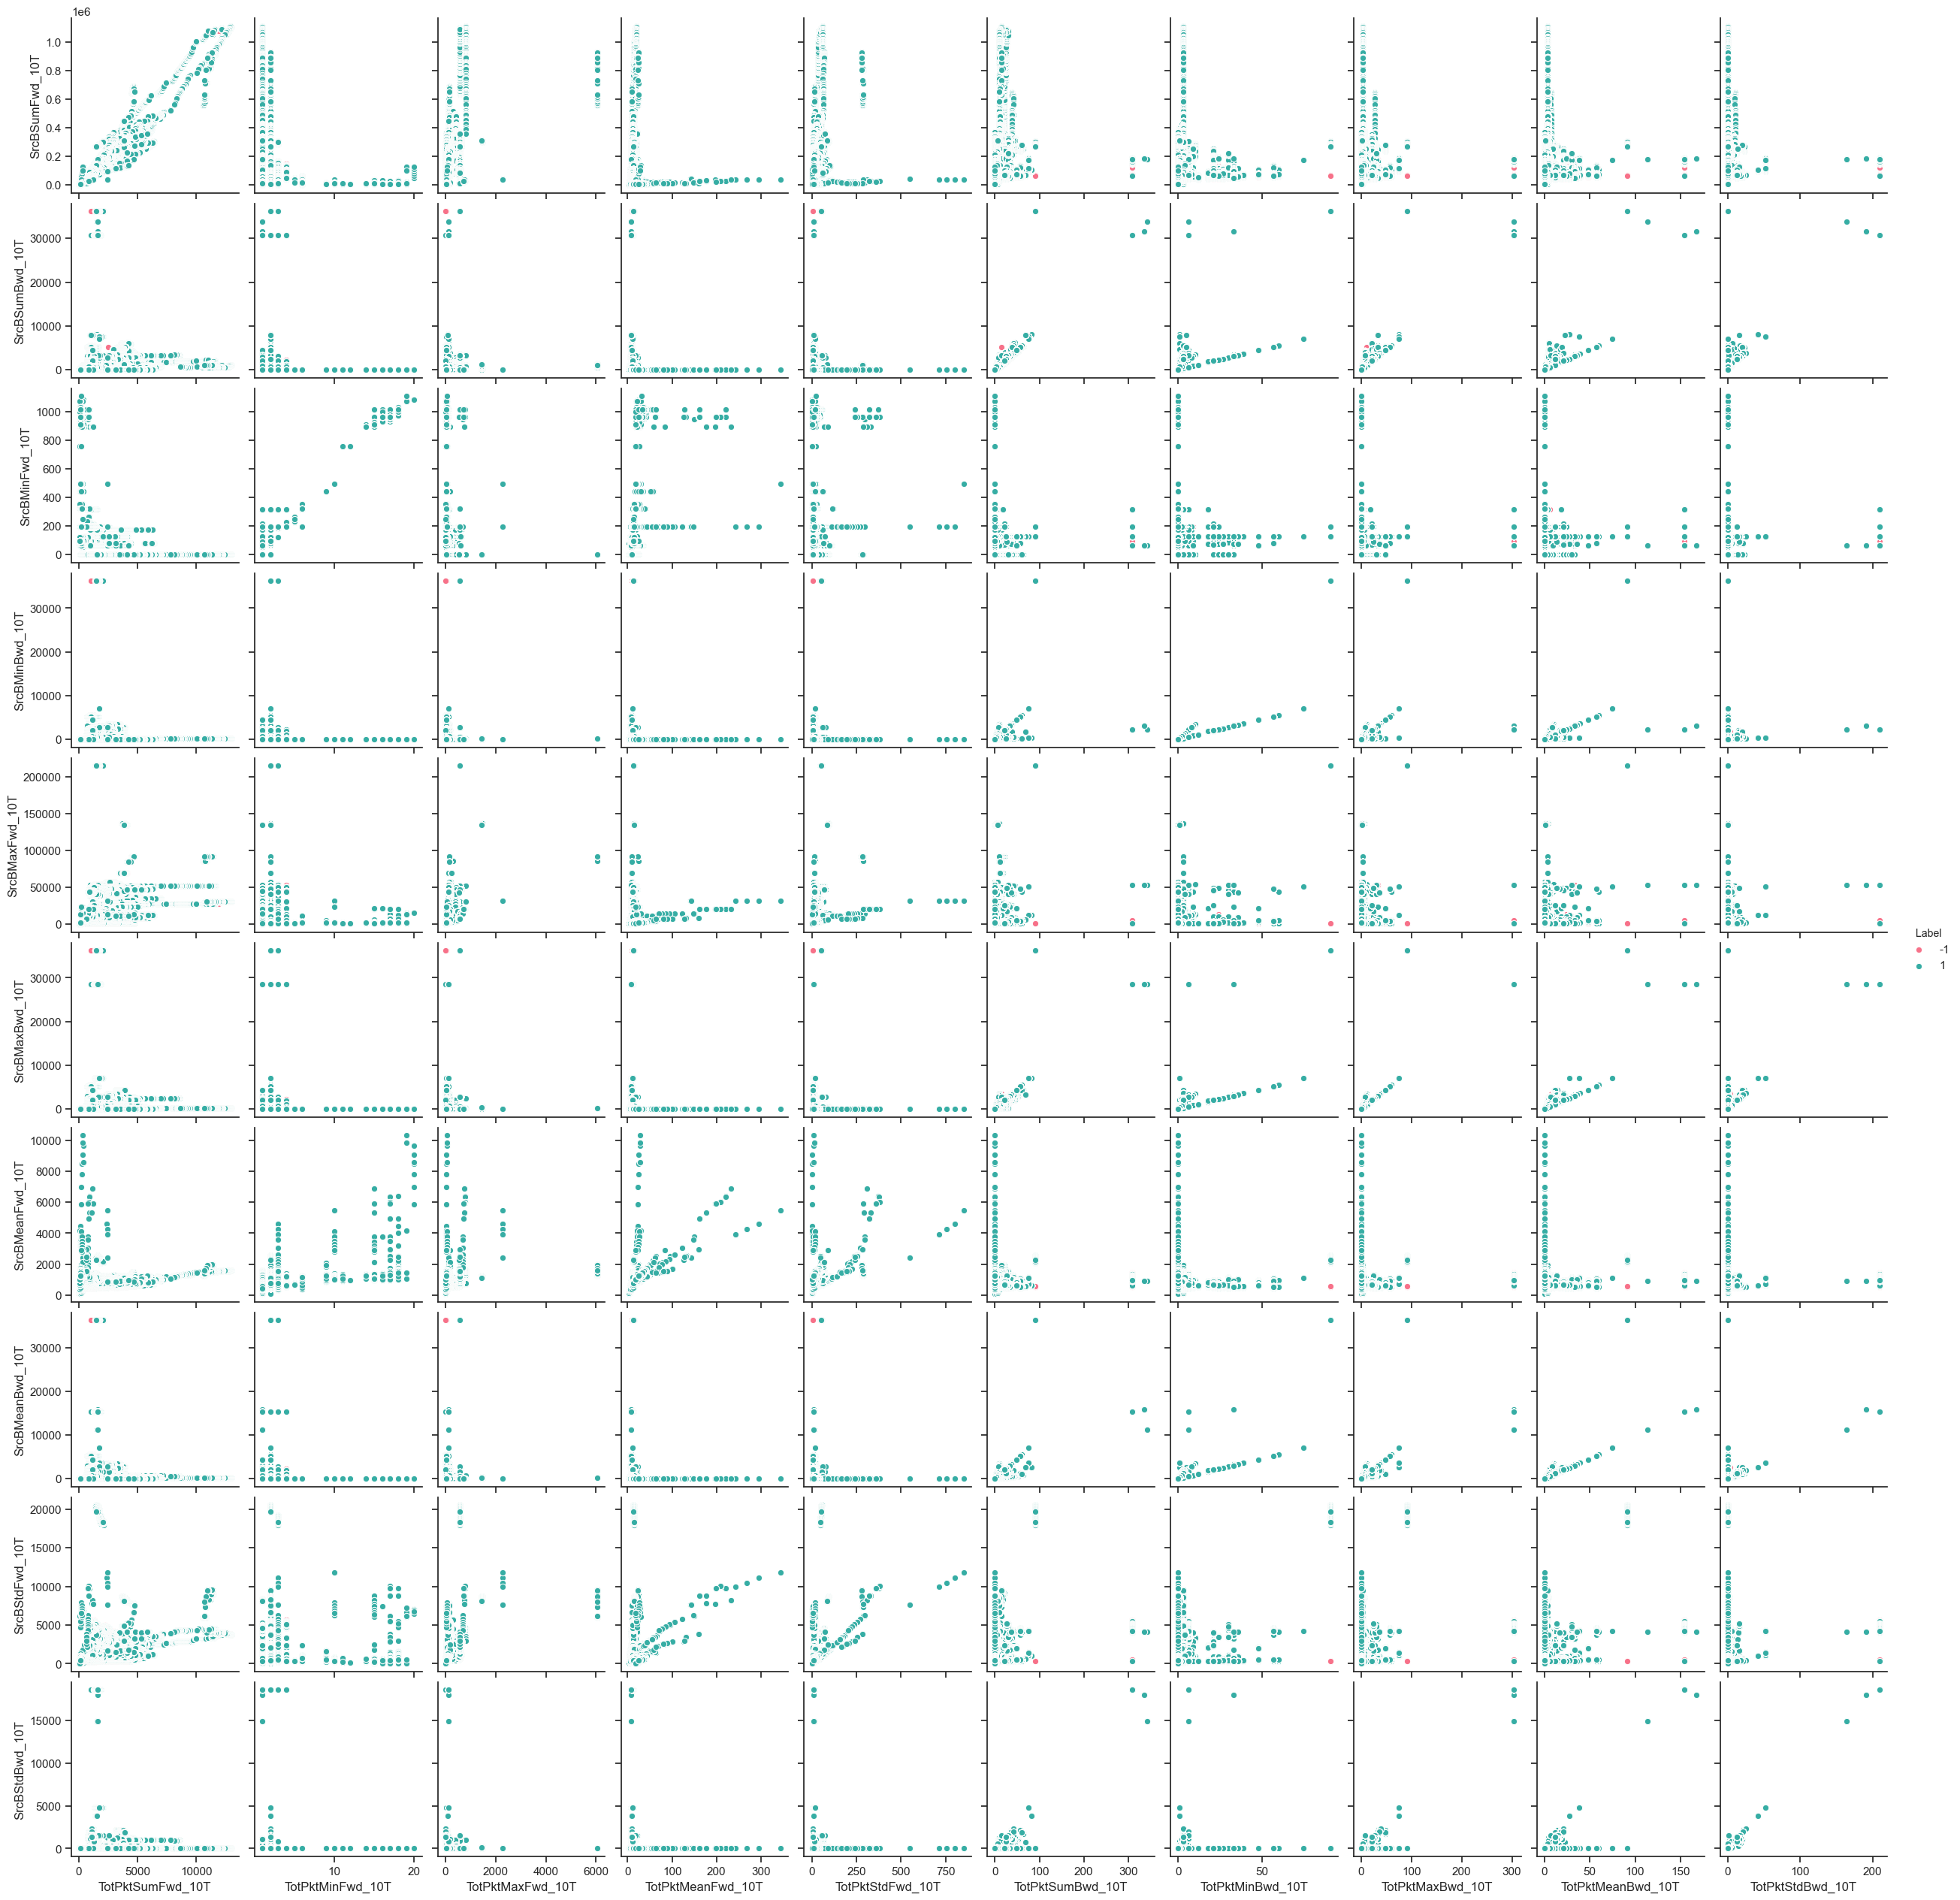 1e6
1.0
0.8
0.6
0.4
0.2
0.0
SrcBSumFwd_10T
30000
20000
10000
0
SrcBSumBwd_10T
1000
800
600
400
200
0
SrcBMinFwd_10T
30000
20000
10000
0
SrcBMinBwd_10T
200000
150000
100000
50000
0
SrcBMaxFwd_10T
30000
20000
10000
0
SrcBMaxBwd_10T
Label
-1
1
10000
8000
6000
4000
2000
0
SrcBMeanFwd_10T
30000
20000
10000
0
SrcBMeanBwd_10T
20000
15000
10000
5000
0
SrcBStdFwd_10T
15000
10000
5000
0
SrcBStdBwd_10T
0 5000 10000
10 20
0 2000 4000 6000
0 100 200 300
0 250 500 750
0 100 200 300
0 50
0 100 200 300
0 50 100 150
0 100 200
TotPktSumFwd_10T
TotPktMinFwd_10T
TotPktMaxFwd_10T
TotPktMeanFwd_10T
TotPktStdFwd_10T
TotPktSumBwd_10T
TotPktMinBwd_10T
TotPktMaxBwd_10T
TotPktMeanBwd_10T
TotPktStdBwd_10T